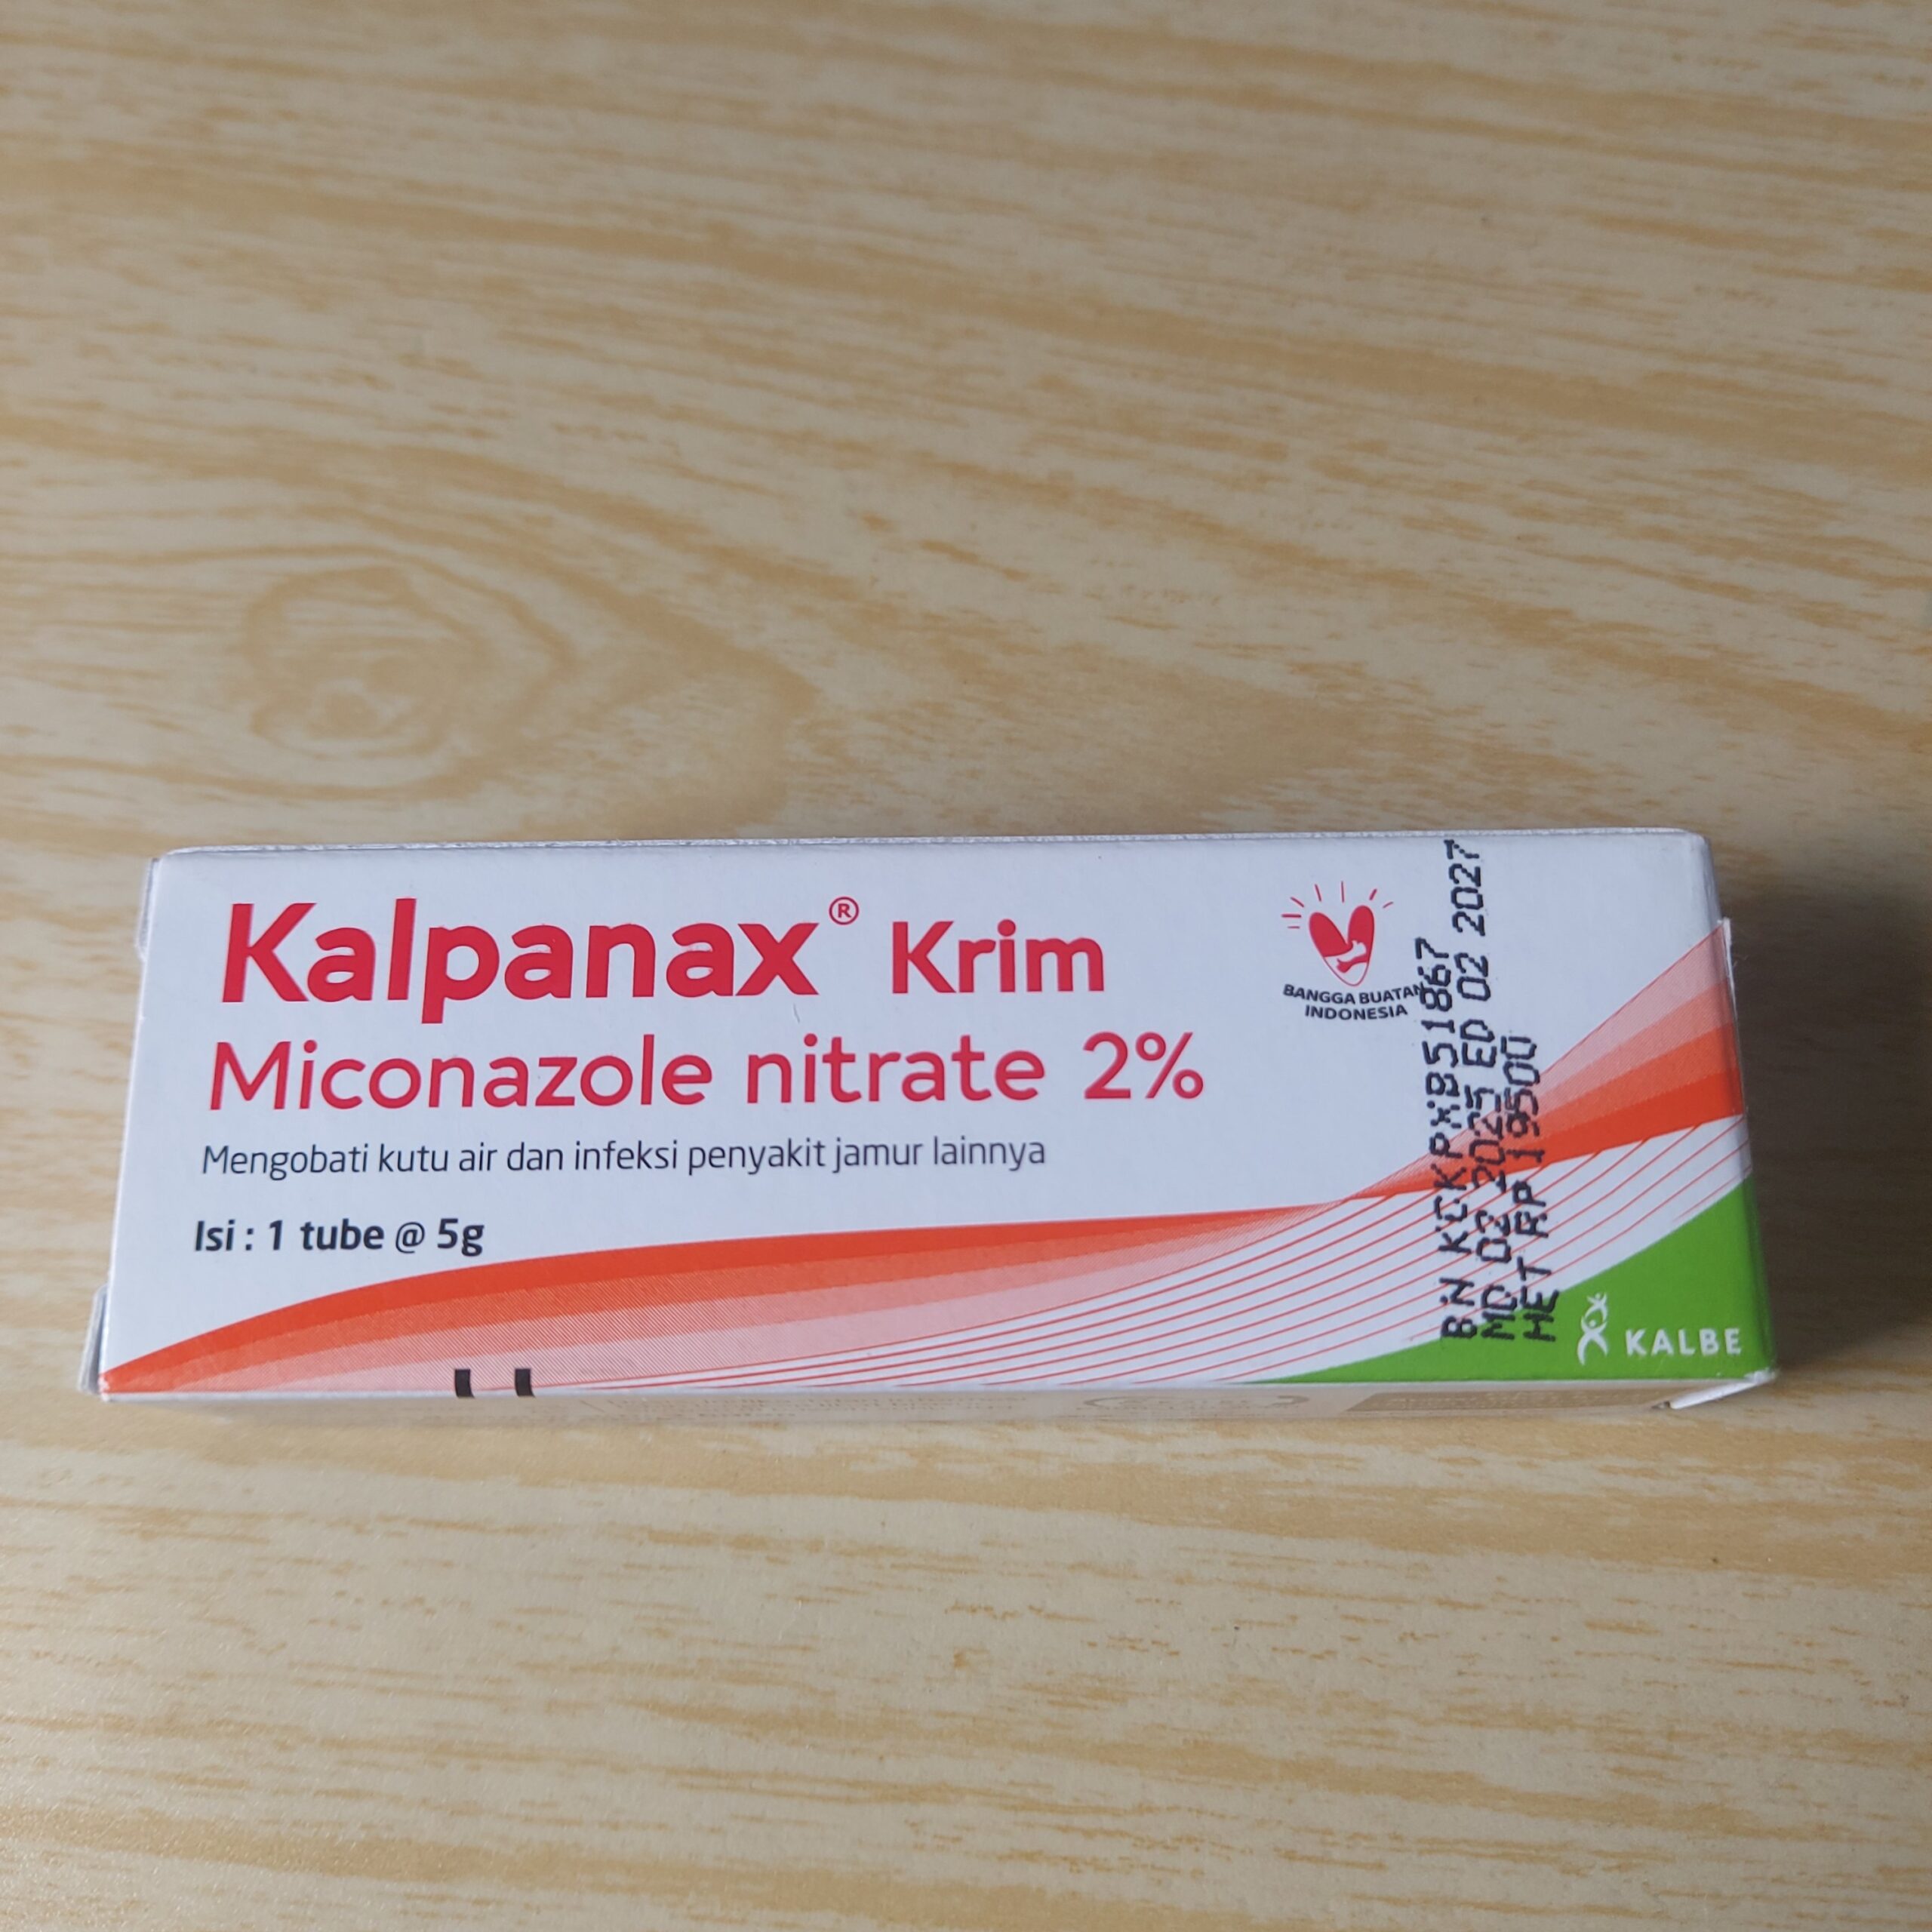 Kalpanax® Krim
Miconazole nitrate 2%
Mengobati kutu air dan infeksi penyakit jamur lainnya
Isi : 1 tube @ 5g
BANGGA BUATAN
INDONESIA
BN KCKPXB51867
MD 02 2025 ED 02 2027
HET RP 19500
KALBE